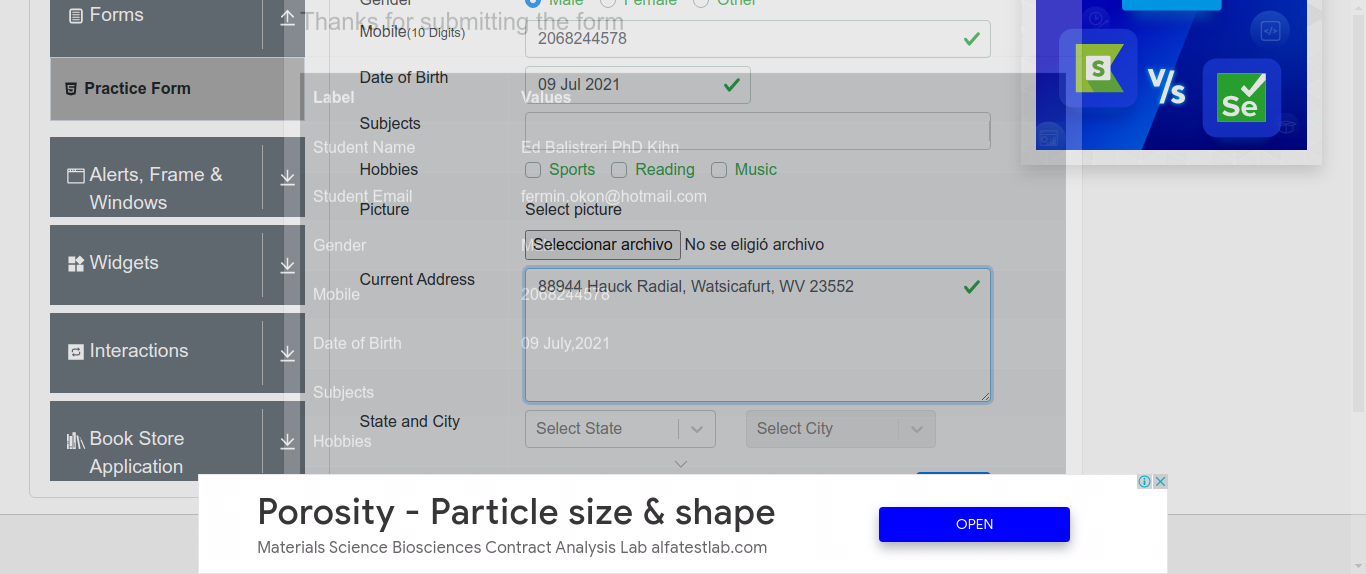 Forms
Gender
Male
Female
Other
Thanks for submitting the form
Mobile(10 Digits)
2068244578
Practice Form
Date of Birth
09 Jul 2021
Label
Values
Subjects
Student Name
Ed Balistreri PhD Kihn
Hobbies
Sports
Reading
Music
Alerts, Frame &
Windows
Student Email
fermin.okon@hotmail.com
Picture
Select picture
Gender
Seleccionar archivo
No se eligió archivo
Widgets
Current Address
88944 Hauck Radial, Watsicafurt, WV 23552
Mobile
2068244578
Interactions
Date of Birth
09 July,2021
Subjects
State and City
Select State
Select City
Book Store
Application
Hobbies
S
V/s
Se
Porosity - Particle size & shape
Materials Science Biosciences Contract Analysis Lab alfatestlab.com
OPEN